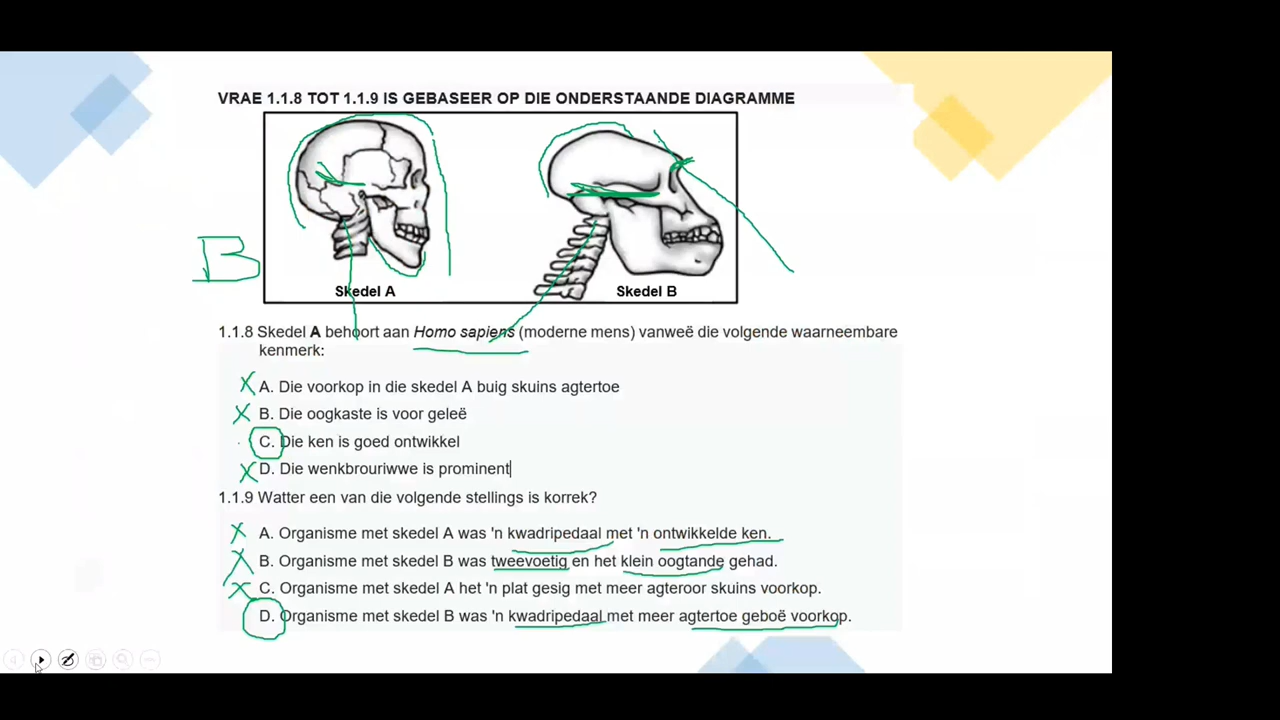 VRAE 1.1.8 TOT 1.1.9 IS GEBASEER OP DIE ONDERSTAANDE DIAGRAMME
B
Skedel A
Skedel B
1.1.8 Skedel A behoort aan Homo sapiens (moderne mens) vanweë die volgende waarneembare
kenmerk:
X A. Die voorkop in die skedel A buig skuins agtertoe
X B. Die oogkaste is voor geleë
C. Die ken is goed ontwikkel
X D. Die wenkbrouriwwe is prominent
1.1.9 Watter een van die volgende stellings is korrek?
X A. Organisme met skedel A was 'n kwadripedaal met 'n ontwikkelde ken.
X B. Organisme met skedel B was tweevoetig en het klein oogtande gehad.
X C. Organisme met skedel A het 'n plat gesig met meer agteroor skuins voorkop.
D. Organisme met skedel B was 'n kwadripedaal met meer agtertoe geboë voorkop.